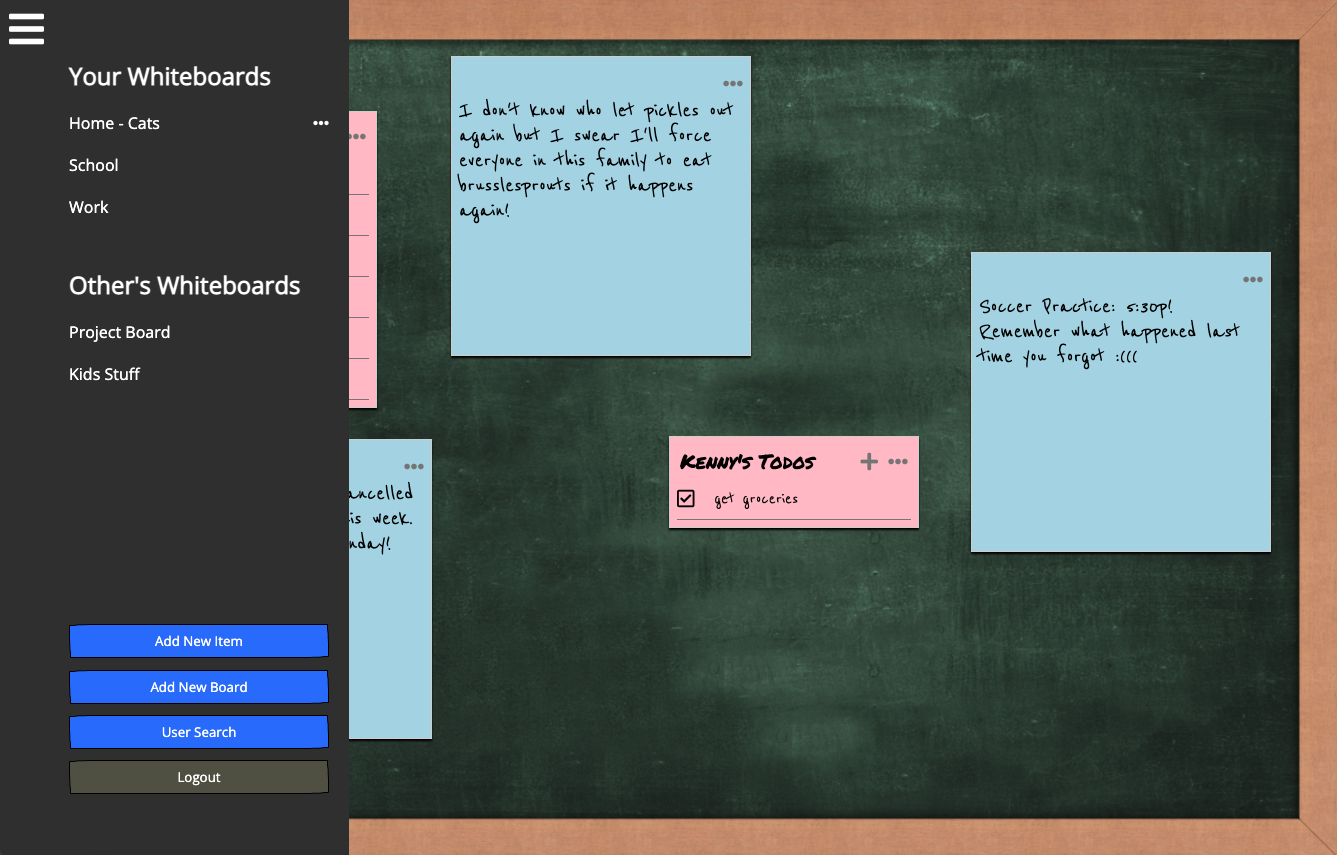 Your Whiteboards
Home - Cats
School
Work
Other's Whiteboards
Project Board
Kids Stuff
Add New Item
Add New Board
User Search
Logout
I don't know who let pickles out
again but I swear I'll force
everyone in this family to eat
brusslesprouts if it happens
again!
ancelled
is week.
nday!
Kenny's Todos
get groceries
Soccer Practice: 5:30p!
Remember what happened last
time you forgot :(((